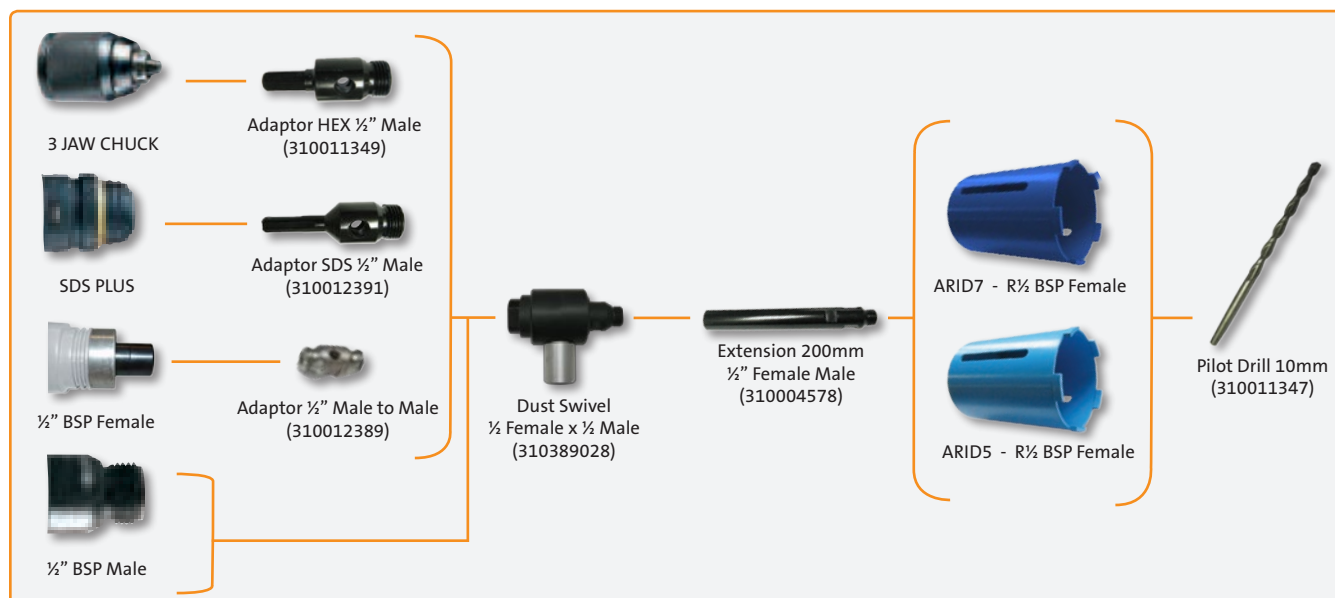 3 JAW CHUCK
Adaptor HEX ½” Male
(310011349)
SDS PLUS
Adaptor SDS ½” Male
(310012391)
½” BSP Female
Adaptor ½” Male to Male
(310012389)
½” BSP Male
Dust Swivel
½ Female x ½ Male
(310389028)
Extension 200mm
½” Female Male
(310004578)
ARID7 - R½ BSP Female
ARID5 - R½ BSP Female
Pilot Drill 10mm
(310011347)